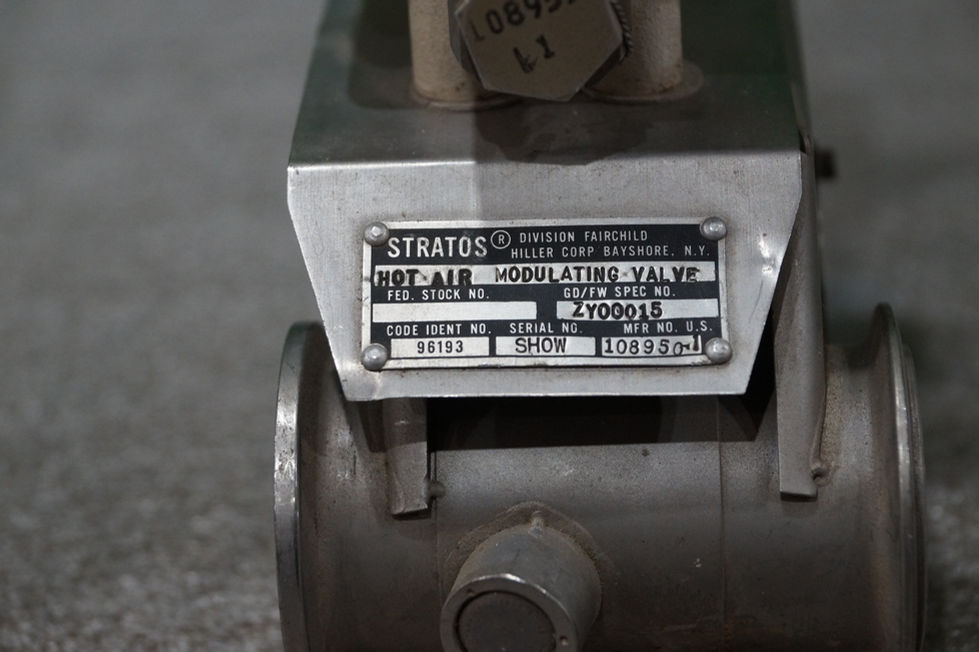 108952
41
STRATOS® DIVISION FAIRCHILD
HILLER CORP BAYSHORE, N.Y.
HOT AIR MODULATING VALVE
FED. STOCK NO. GD/FW SPEC NO.
ZY00015
CODE IDENT NO. SERIAL NO. MFR NO. U.S.
96193 SHOW 108950-1